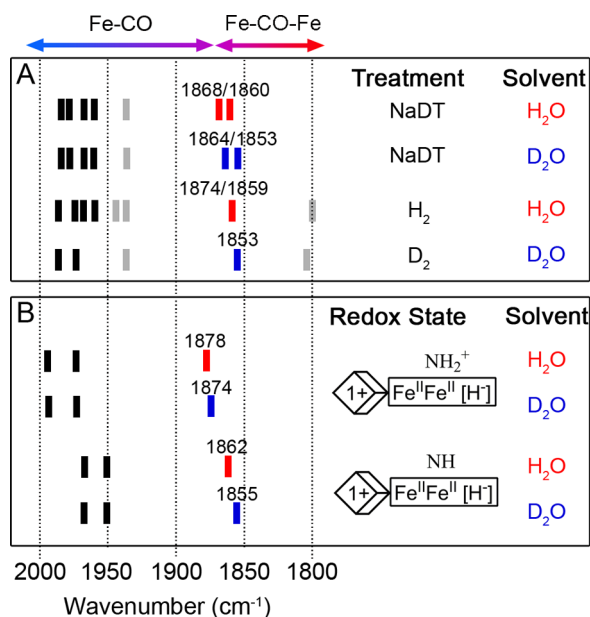 Fe-CO Fe-CO-Fe
A Treatment Solvent
1868/1860
NaDT H₂O
1864/1853
NaDT D₂O
1874/1859
H₂ H₂O
1853
D₂ D₂O
B Redox State Solvent
1878
NH₂⁺
H₂O
1874
1+ FeᴵᴵFeᴵᴵ [H⁻]
D₂O
1862
NH
H₂O
1855
1+ FeᴵᴵFeᴵᴵ [H⁻]
D₂O
2000 1950 1900 1850 1800
Wavenumber (cm⁻¹)